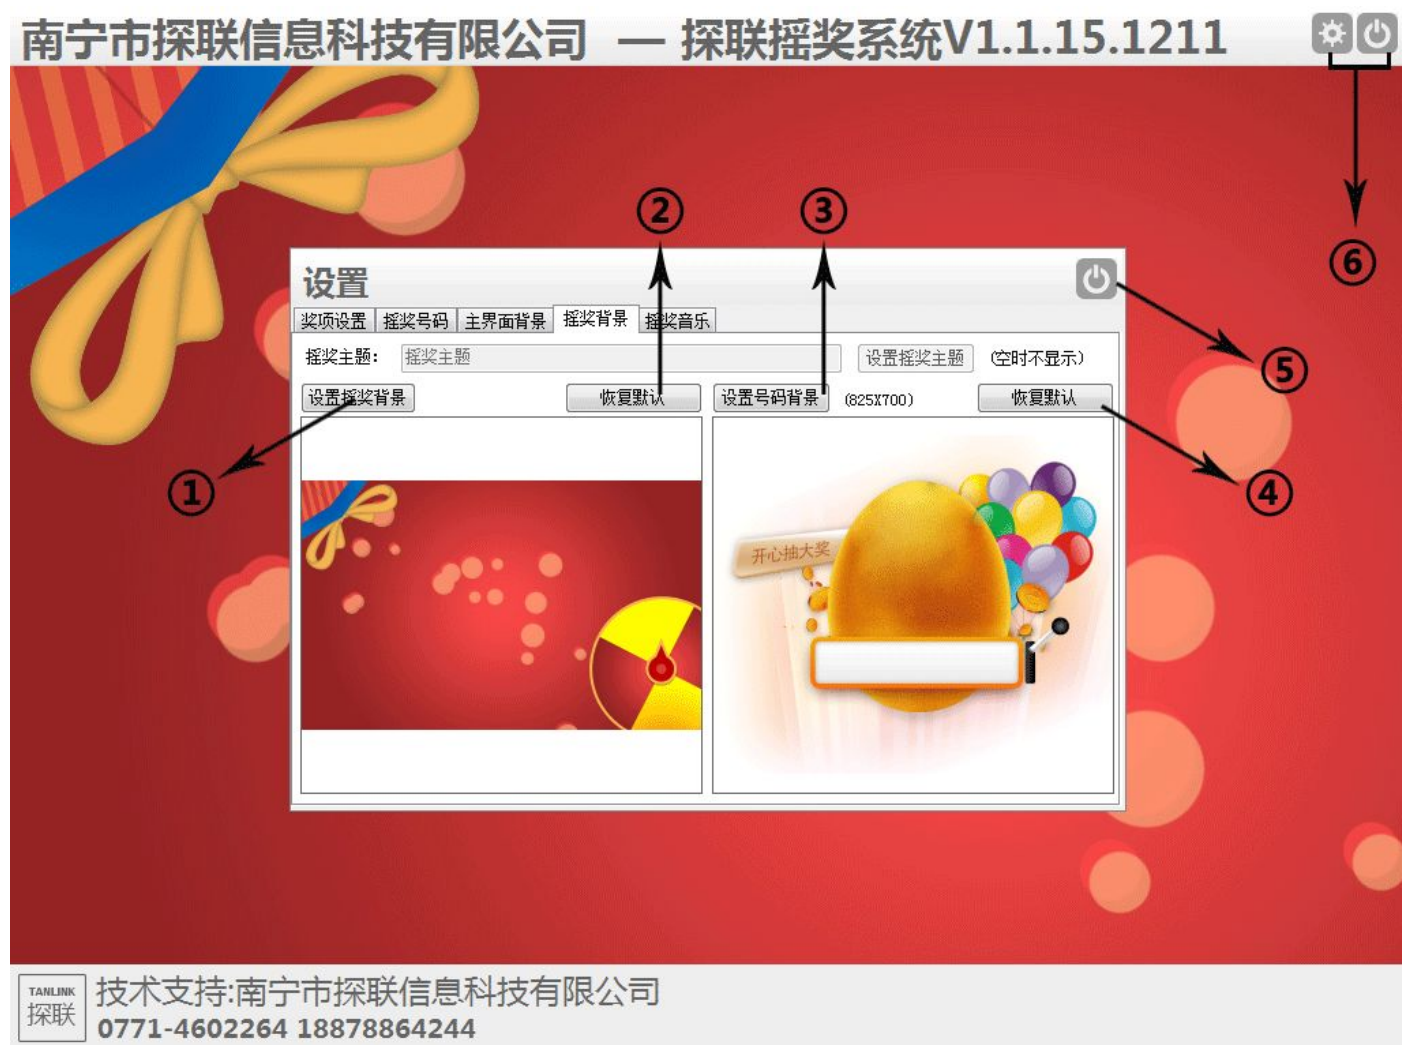 南宁市探联信息科技有限公司 — 探联摇奖系统V1.1.15.1211
② ③
⑥
设置
奖项设置 摇奖号码 主界面背景 摇奖背景 摇奖音乐
摇奖主题: 摇奖主题 设置摇奖主题 (空时不显示)
⑤
设置摇奖背景 恢复默认 设置号码背景 (825X700) 恢复默认
① ④
开心抽大奖
TANLINK
探联
技术支持:南宁市探联信息科技有限公司
0771-4602264 18878864244